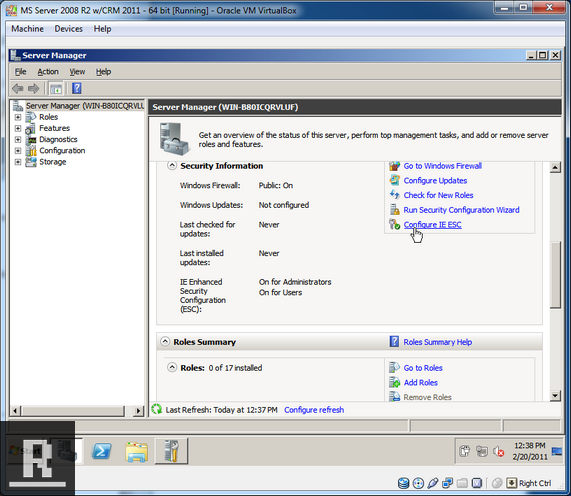 MS Server 2008 R2 w/CRM 2011 - 64 bit [Running] - Oracle VM VirtualBox
Machine Devices Help
Server Manager
File Action View Help
Server Manager (WIN-B80ICQRVLU
Server Manager (WIN-B80ICQRVLUF)
Roles
Features
Diagnostics
Configuration
Storage
Get an overview of the status of this server, perform top management tasks, and add or remove server
roles and features.
Security Information
Go to Windows Firewall
Windows Firewall: Public: On
Configure Updates
Check for New Roles
Windows Updates: Not configured
Run Security Configuration Wizard
Last checked for
updates:
Never
Configure IE ESC
Last installed
updates:
Never
IE Enhanced
Security
Configuration
(ESC):
On for Administrators
On for Users
Roles Summary
Roles Summary Help
Roles: 0 of 17 installed
Go to Roles
Add Roles
Remove Roles
Last Refresh: Today at 12:37 PM Configure refresh
Start
R
12:38 PM
2/20/2011
Right Ctrl